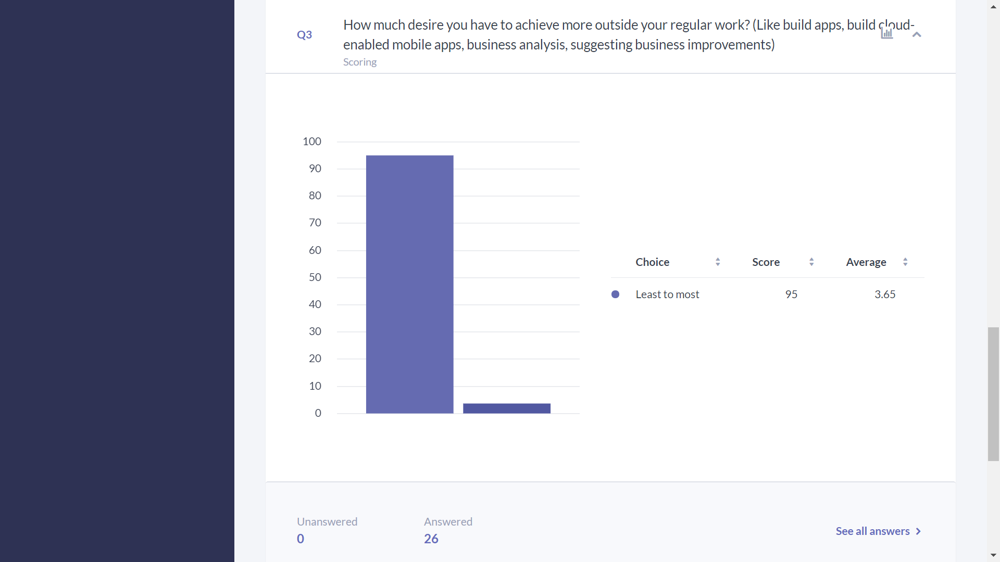 Q3
How much desire you have to achieve more outside your regular work? (Like build apps, build cloud-
enabled mobile apps, business analysis, suggesting business improvements)
Scoring
100
90
80
70
60
50
40
30
20
10
0
Choice Score Average
Least to most 95 3.65
Unanswered Answered
0 26
See all answers